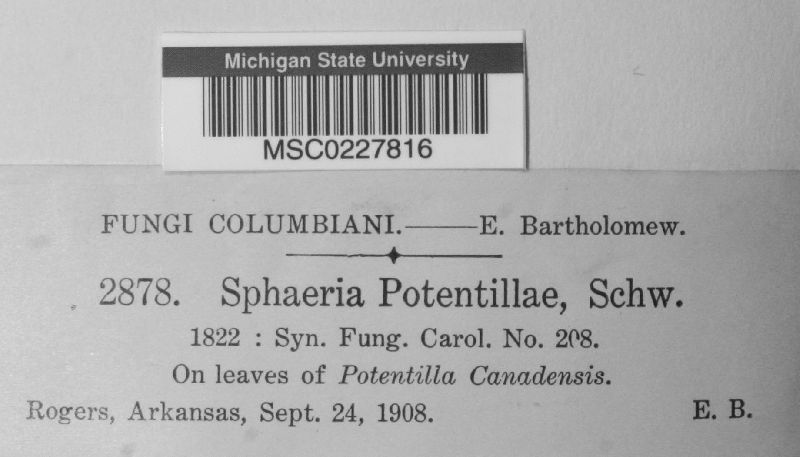 Michigan State University
MSC0227816
FUNGI COLUMBIANI.——E. Bartholomew.
2878. Sphaeria Potentillae, Schw.
1822 : Syn. Fung. Carol. No. 208.
On leaves of Potentilla Canadensis.
Rogers, Arkansas, Sept. 24, 1908. E. B.